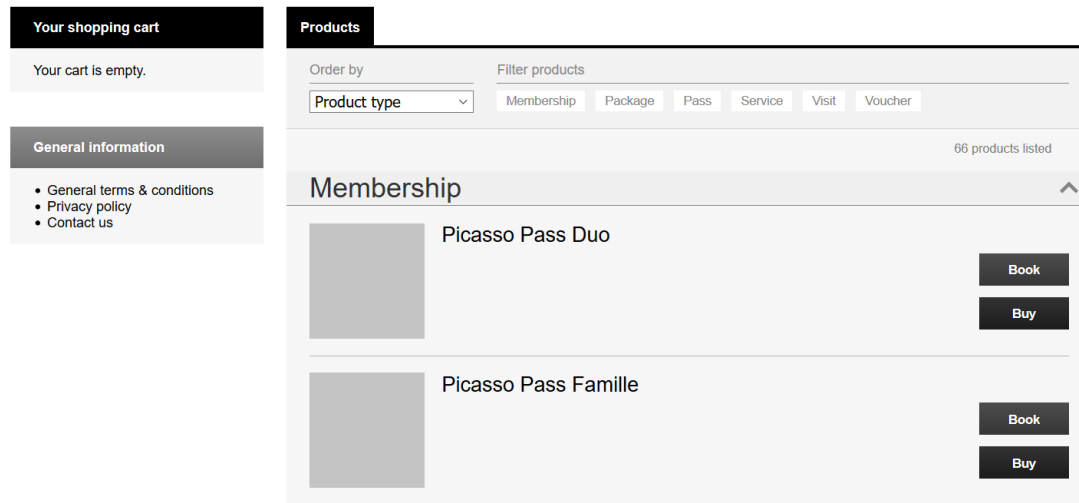 Your shopping cart
Your cart is empty.
General information
General terms & conditions
Privacy policy
Contact us
Products
Order by
Product type
Filter products
Membership Package Pass Service Visit Voucher
66 products listed
Membership
Picasso Pass Duo
Book
Buy
Picasso Pass Famille
Book
Buy